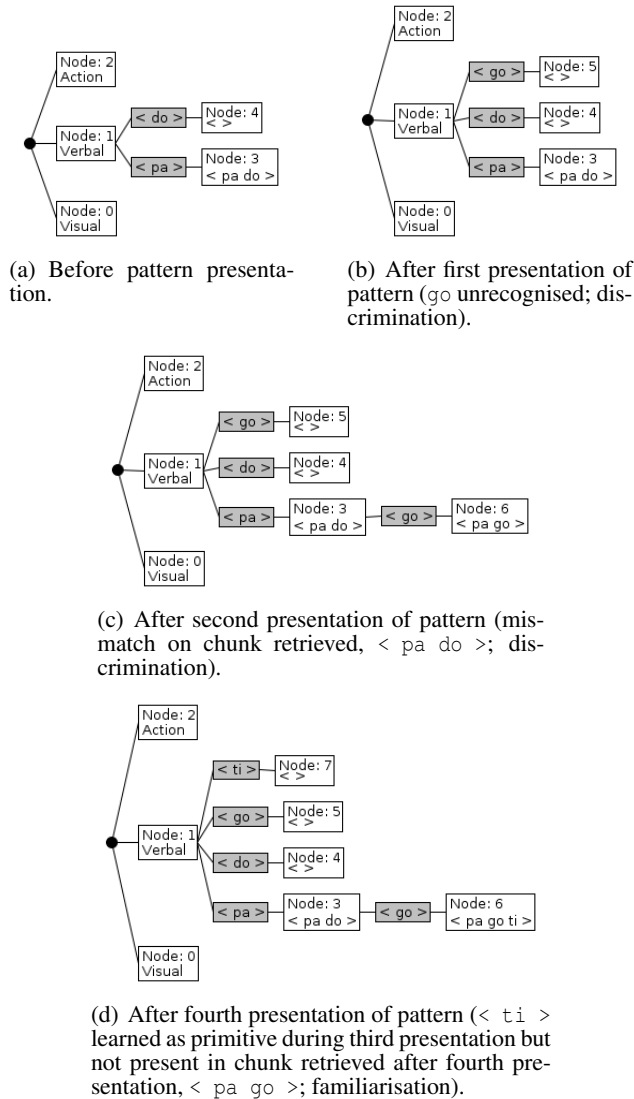 Node: 2
Action
< do >
Node: 4
< >
Node: 1
Verbal
< pa >
Node: 3
< pa do >
Node: 0
Visual
(a) Before pattern presenta-
tion.
Node: 2
Action
< go >
Node: 5
< >
Node: 1
Verbal
< do >
Node: 4
< >
< pa >
Node: 3
< pa do >
Node: 0
Visual
(b) After first presentation of
pattern (go unrecognised; dis-
crimination).
Node: 2
Action
< go >
Node: 5
< >
Node: 1
Verbal
< do >
Node: 4
< >
< pa >
Node: 3
< pa do >
< go >
Node: 6
< pa go >
Node: 0
Visual
(c) After second presentation of pattern (mis-
match on chunk retrieved, < pa do >; dis-
crimination).
Node: 2
Action
< ti >
Node: 7
< >
< go >
Node: 5
< >
Node: 1
Verbal
< do >
Node: 4
< >
< pa >
Node: 3
< pa do >
< go >
Node: 6
< pa go ti >
Node: 0
Visual
(d) After fourth presentation of pattern (< ti >
learned as primitive during third presentation but
not present in chunk retrieved after fourth pre-
sentation, < pa go >; familiarisation).